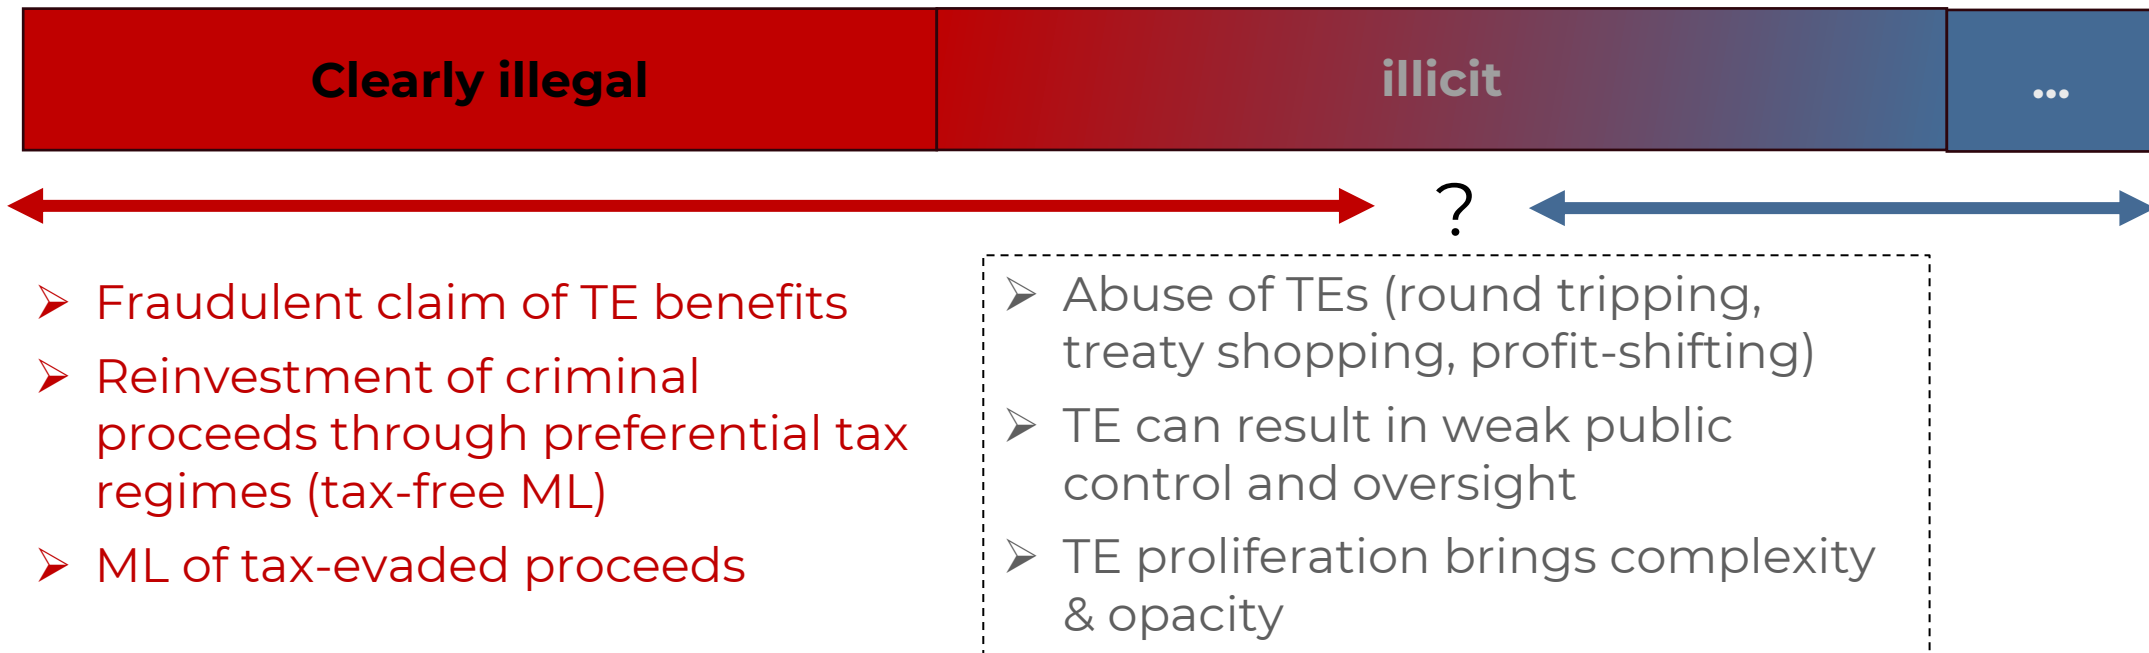 Clearly illegal
illicit
...
?
➢ Fraudulent claim of TE benefits
➢ Reinvestment of criminal
proceeds through preferential tax
regimes (tax-free ML)
➢ ML of tax-evaded proceeds
➢ Abuse of TEs (round tripping,
treaty shopping, profit-shifting)
➢ TE can result in weak public
control and oversight
➢ TE proliferation brings complexity
& opacity